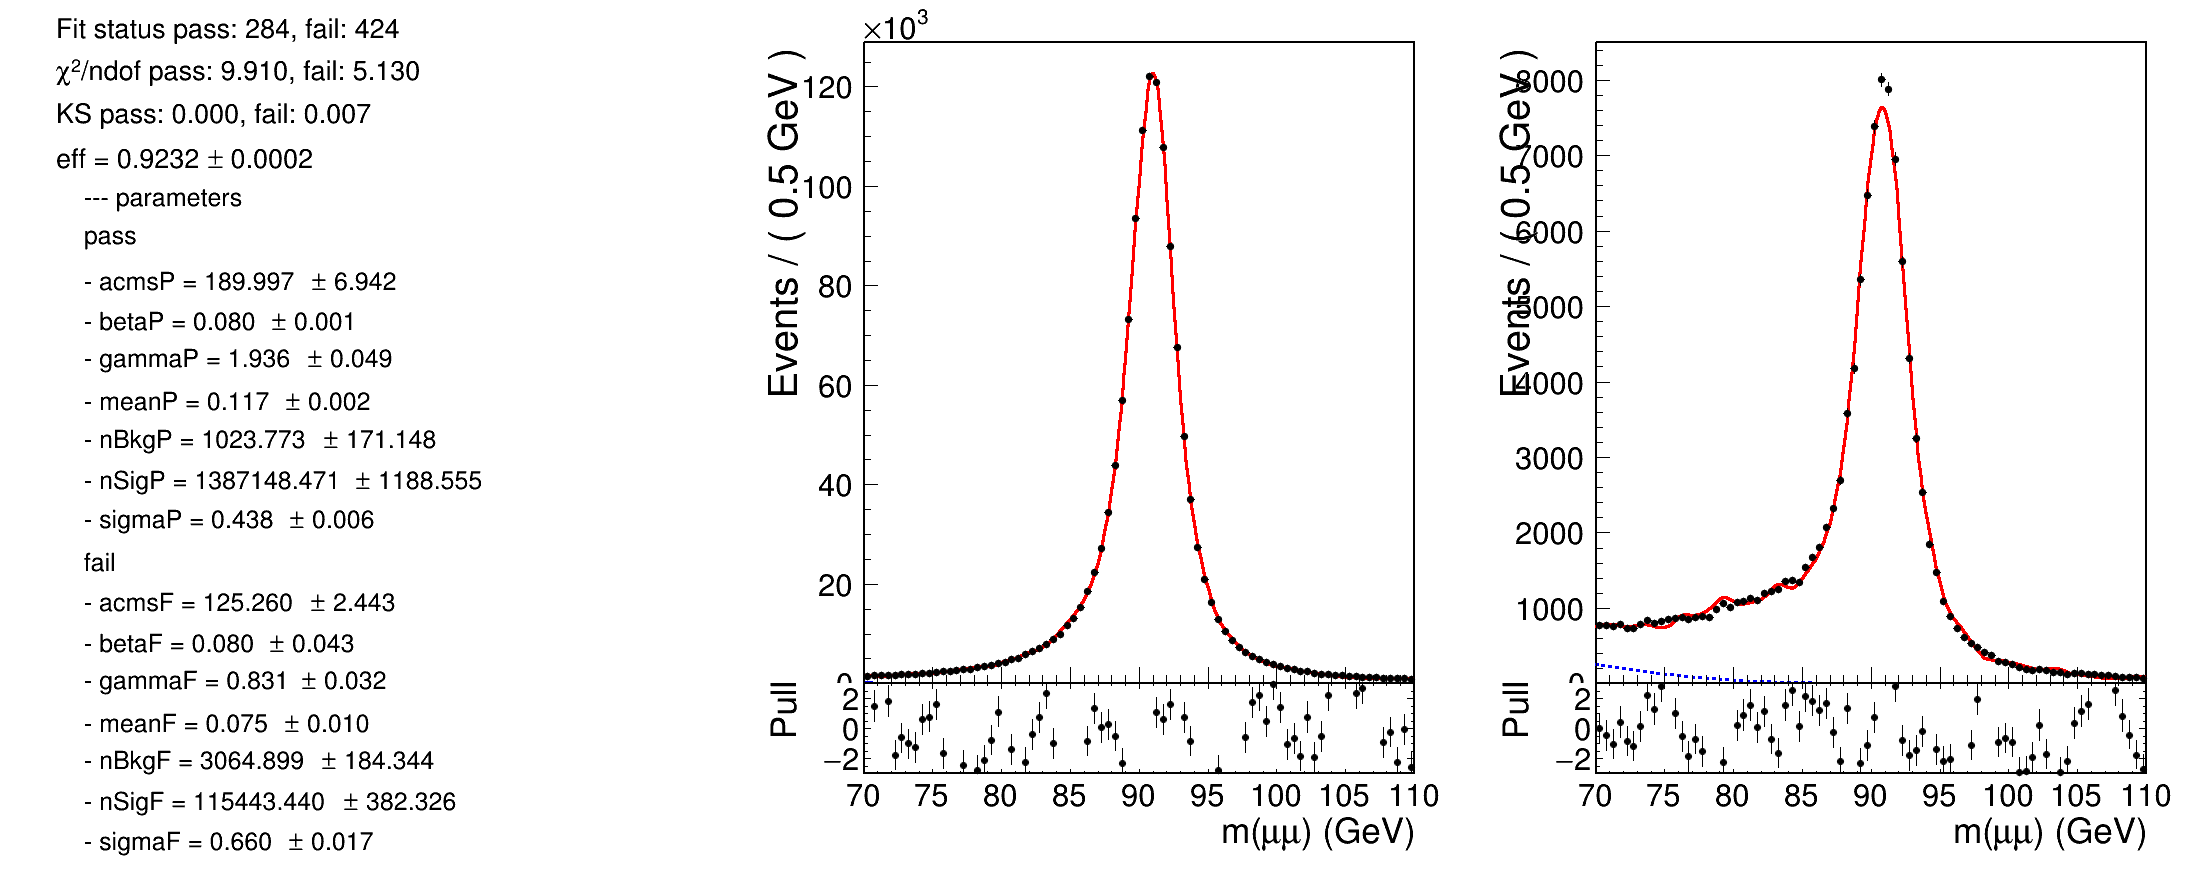 Fit status pass: 284, fail: 424
χ²/ndof pass: 9.910, fail: 5.130
KS pass: 0.000, fail: 0.007
eff = 0.9232 ± 0.0002
--- parameters
pass
- acmsP = 189.997 ± 6.942
- betaP = 0.080 ± 0.001
- gammaP = 1.936 ± 0.049
- meanP = 0.117 ± 0.002
- nBkgP = 1023.773 ± 171.148
- nSigP = 1387148.471 ± 1188.555
- sigmaP = 0.438 ± 0.006
fail
- acmsF = 125.260 ± 2.443
- betaF = 0.080 ± 0.043
- gammaF = 0.831 ± 0.032
- meanF = 0.075 ± 0.010
- nBkgF = 3064.899 ± 184.344
- nSigF = 115443.440 ± 382.326
- sigmaF = 0.660 ± 0.017
×10³
Events / ( 0.5 GeV )
120
100
80
60
40
20
0
Pull
2
0
−2
70 75 80 85 90 95 100 105 110
m(μμ) (GeV)
Events / ( 0.5 GeV )
8000
7000
6000
5000
4000
3000
2000
1000
0
Pull
2
0
−2
70 75 80 85 90 95 100 105 110
m(μμ) (GeV)